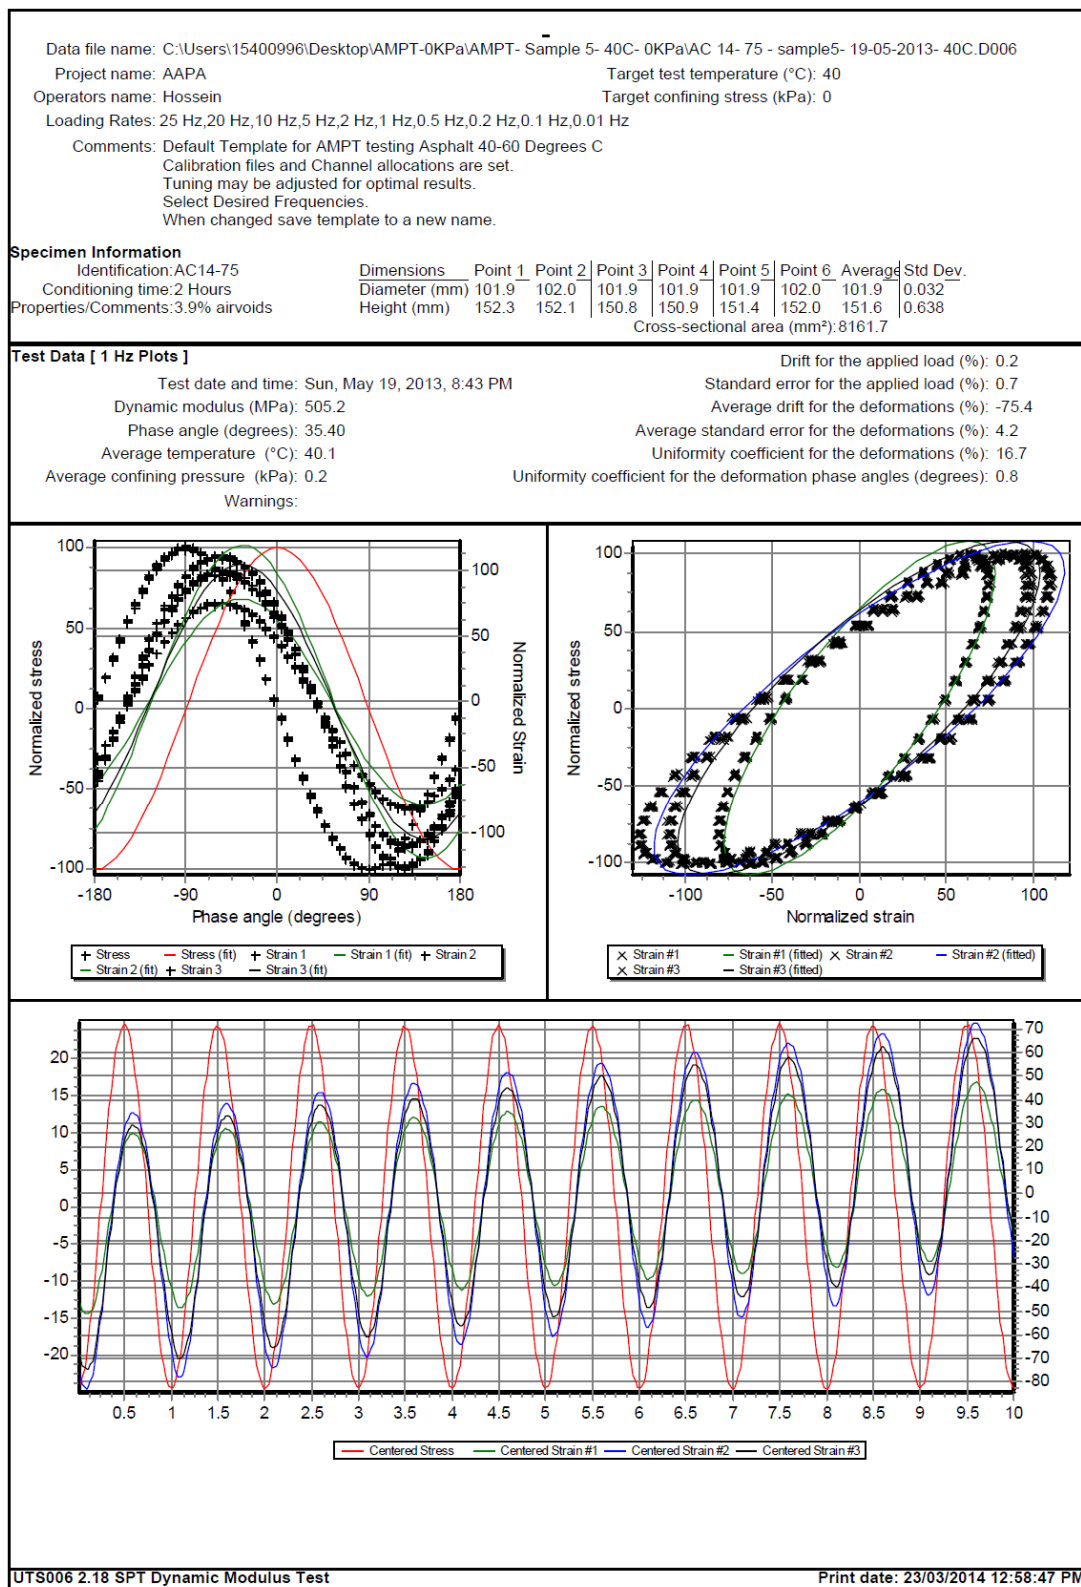 Data file name: C:\Users\15400996\Desktop\AMPT-0KPa\AMPT- Sample 5- 40C- 0KPa\AC 14- 75 - sample5- 19-05-2013- 40C.D006
Project name: AAPA Target test temperature (°C): 40
Operators name: Hossein Target confining stress (kPa): 0
Loading Rates: 25 Hz,20 Hz,10 Hz,5 Hz,2 Hz,1 Hz,0.5 Hz,0.2 Hz,0.1 Hz,0.01 Hz
Comments: Default Template for AMPT testing Asphalt 40-60 Degrees C
Calibration files and Channel allocations are set.
Tuning may be adjusted for optimal results.
Select Desired Frequencies.
When changed save template to a new name.
Specimen Information
Identification:AC14-75 Dimensions Point 1 Point 2 Point 3 Point 4 Point 5 Point 6 Average Std Dev.
Conditioning time:2 Hours Diameter (mm) 101.9 102.0 101.9 101.9 101.9 102.0 101.9 0.032
Properties/Comments:3.9% airvoids Height (mm) 152.3 152.1 150.8 150.9 151.4 152.0 151.6 0.638
Cross-sectional area (mm²):8161.7
Test Data [ 1 Hz Plots ] Drift for the applied load (%): 0.2
Test date and time: Sun, May 19, 2013, 8:43 PM Standard error for the applied load (%): 0.7
Dynamic modulus (MPa): 505.2 Average drift for the deformations (%): -75.4
Phase angle (degrees): 35.40 Average standard error for the deformations (%): 4.2
Average temperature (°C): 40.1 Uniformity coefficient for the deformations (%): 16.7
Average confining pressure (kPa): 0.2 Uniformity coefficient for the deformation phase angles (degrees): 0.8
Warnings:
100 50 0 -50 -100
Normalized stress
100 50 0 -50 -100
Normalized Strain
-180 -90 0 90 180
Phase angle (degrees)
Stress Stress (fit) Strain 1 Strain 1 (fit) Strain 2
Strain 2 (fit) Strain 3 Strain 3 (fit)
100 50 0 -50 -100
Normalized stress
-100 -50 0 50 100
Normalized strain
Strain #1 Strain #1 (fitted) Strain #2 Strain #2 (fitted)
Strain #3 Strain #3 (fitted)
20 15 10 5 0 -5 -10 -15 -20
70 60 50 40 30 20 10 0 -10 -20 -30 -40 -50 -60 -70 -80
0.5 1 1.5 2 2.5 3 3.5 4 4.5 5 5.5 6 6.5 7 7.5 8 8.5 9 9.5 10
Centered Stress Centered Strain #1 Centered Strain #2 Centered Strain #3
UTS006 2.18 SPT Dynamic Modulus Test Print date: 23/03/2014 12:58:47 PM